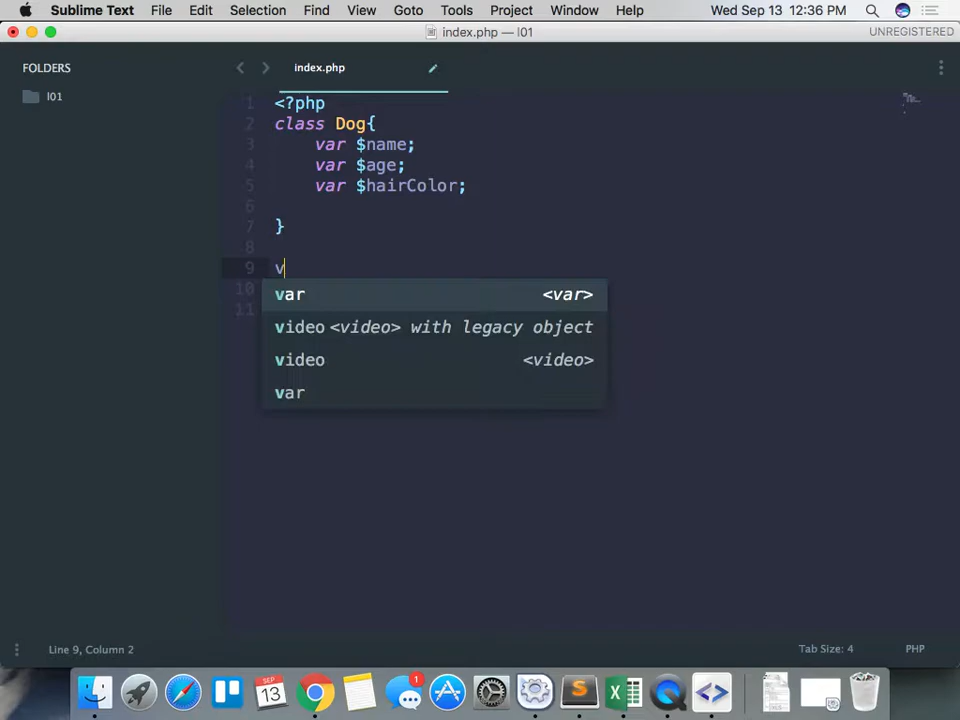 Sublime Text File Edit Selection Find View Goto Tools Project Window Help Wed Sep 13 12:36 PM
index.php — l01 UNREGISTERED
FOLDERS
l01
index.php
1 <?php
2 class Dog{
3 var $name;
4 var $age;
5 var $hairColor;
6
7 }
8
9 v
10
11
var <var>
video <video> with legacy object
video <video>
var
Line 9, Column 2 Tab Size: 4 PHP
SEP
13
1